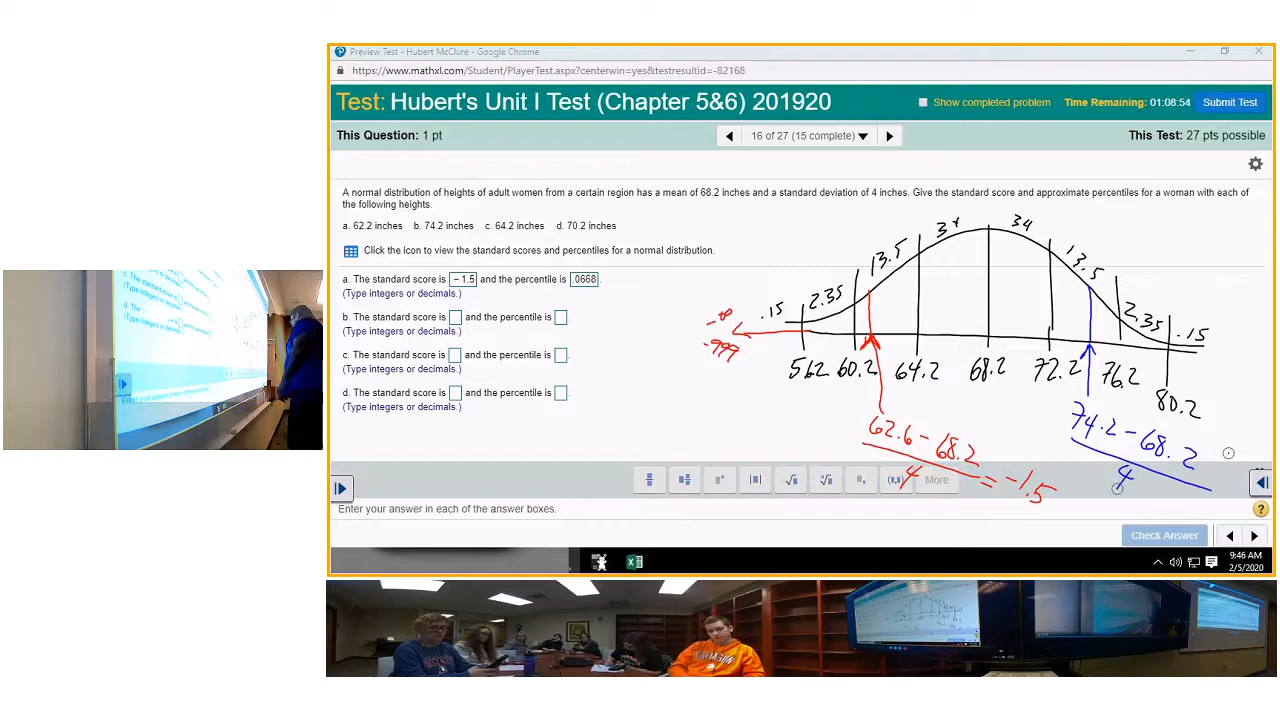 Preview Test - Hubert McClure - Google Chrome
https://www.mathxl.com/Student/PlayerTest.aspx?centerwin=yes&testresultid=-82168
Test: Hubert's Unit I Test (Chapter 5&6) 201920
Show completed problem
Time Remaining: 01:08:54
Submit Test
This Question: 1 pt
16 of 27 (15 complete)
This Test: 27 pts possible
A normal distribution of heights of adult women from a certain region has a mean of 68.2 inches and a standard deviation of 4 inches. Give the standard score and approximate percentiles for a woman with each of
the following heights.
a. 62.2 inches b. 74.2 inches c. 64.2 inches d. 70.2 inches
Click the icon to view the standard scores and percentiles for a normal distribution.
a. The standard score is -1.5 and the percentile is .0668.
(Type integers or decimals.)
b. The standard score is and the percentile is .
(Type integers or decimals.)
c. The standard score is and the percentile is .
(Type integers or decimals.)
d. The standard score is and the percentile is .
(Type integers or decimals.)
.15 2.35 13.5 34 34 13.5 2.35 .15
-∞
-999
562 60.2 64.2 68.2 72.2 76.2 80.2
62.6 - 68.2
4
= -1.5
74.2 - 68.2
4
More
Enter your answer in each of the answer boxes.
Check Answer
9:46 AM
2/5/2020